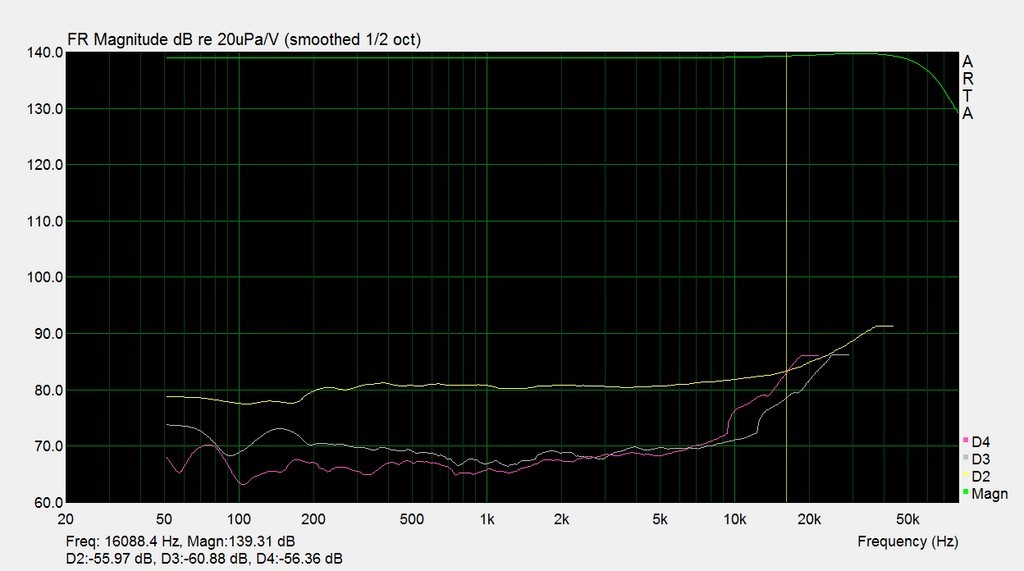 FR Magnitude dB re 20uPa/V (smoothed 1/2 oct)
140.0
130.0
120.0
110.0
100.0
90.0
80.0
70.0
60.0
A
R
T
A
D4
D3
D2
Magn
20 50 100 200 500 1k 2k 5k 10k 20k 50k
Freq: 16088.4 Hz, Magn:139.31 dB
Frequency (Hz)
D2:-55.97 dB, D3:-60.88 dB, D4:-56.36 dB